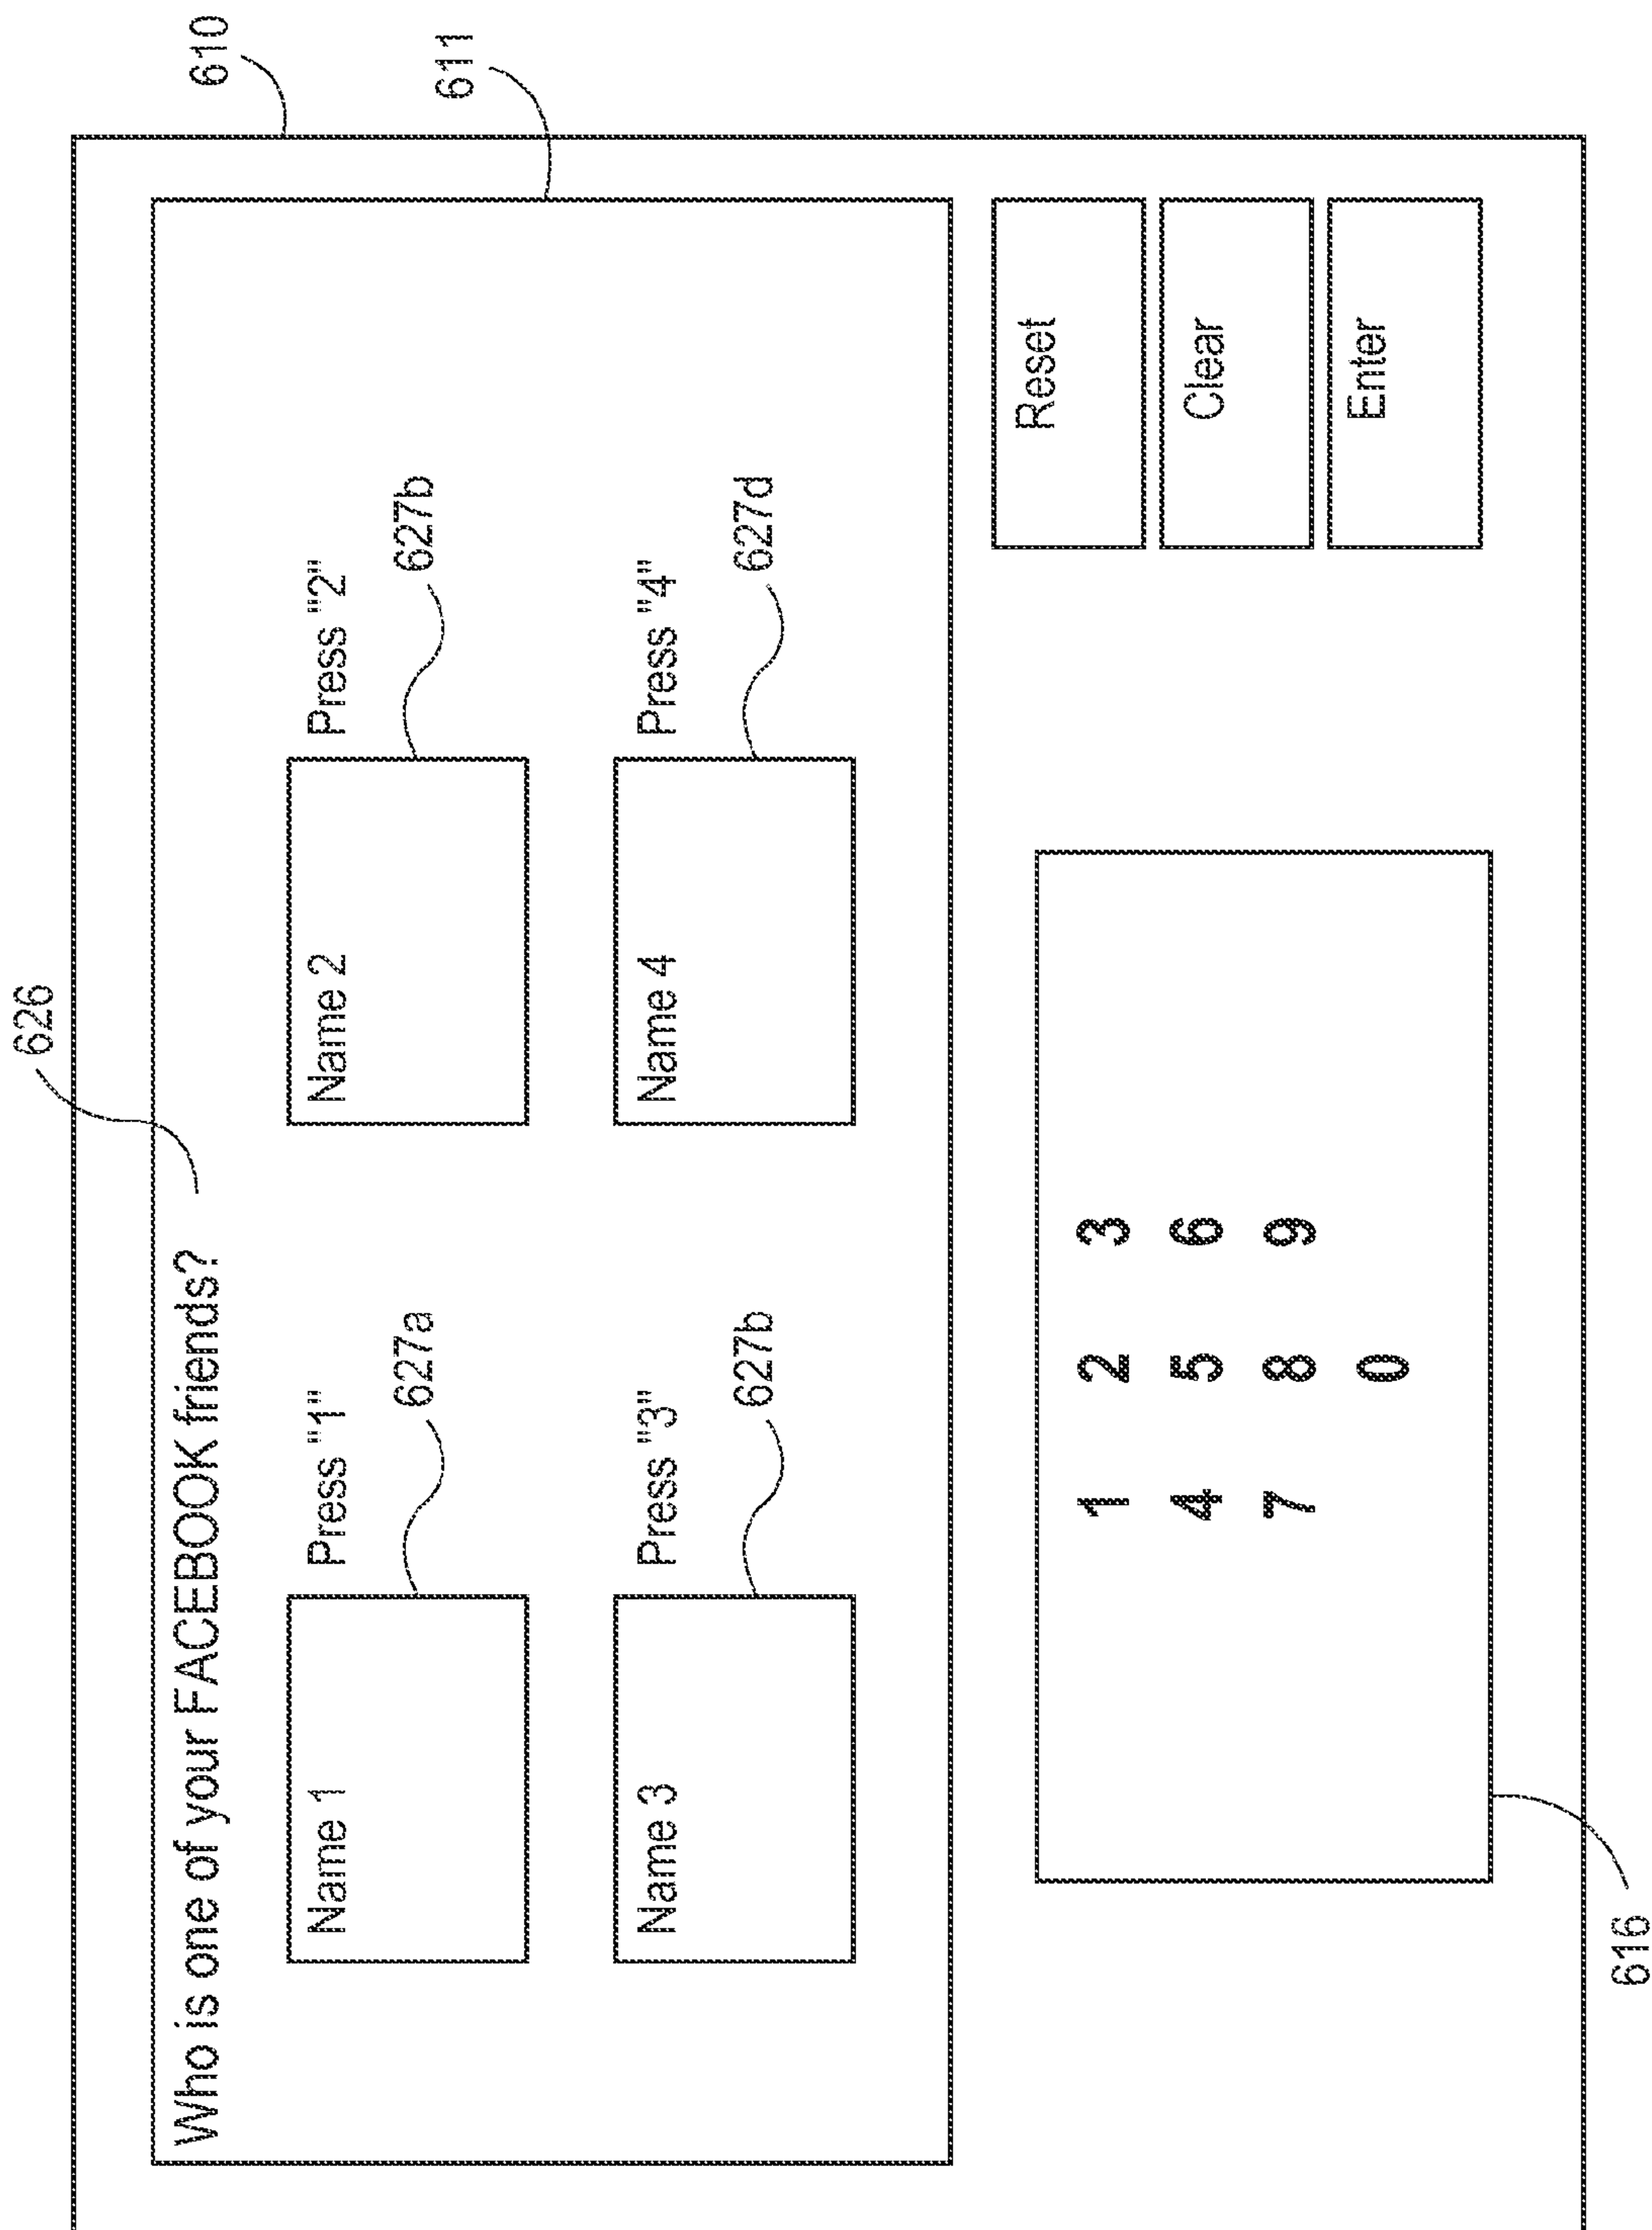 610
611
626
Who is one of your FACEBOOK friends?
Name 1 Press "1" Name 2 Press "2"
627a 627b
Name 3 Press "3" Name 4 Press "4"
627b 627d
Reset
1 2 3
Clear
4 5 6
7 8 9
Enter
0
616